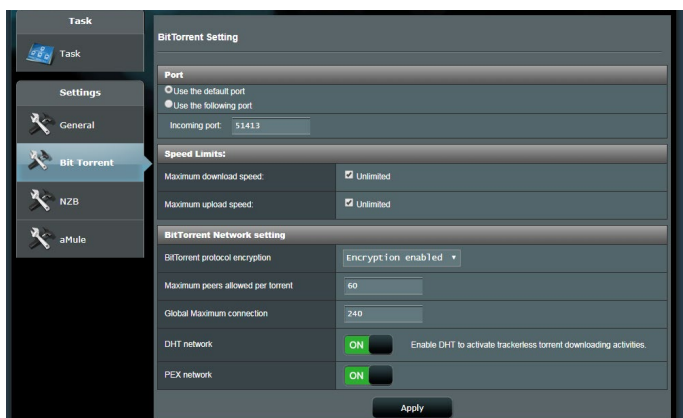 Task
Task
Settings
General
Bit Torrent
NZB
aMule
BitTorrent Setting
Port
Use the default port
Use the following port
Incoming port: 51413
Speed Limits:
Maximum download speed: Unlimited
Maximum upload speed: Unlimited
BitTorrent Network setting
BitTorrent protocol encryption Encryption enabled
Maximum peers allowed per torrent 60
Global Maximum connection 240
DHT network ON Enable DHT to activate trackerless torrent downloading activities.
PEX network ON
Apply